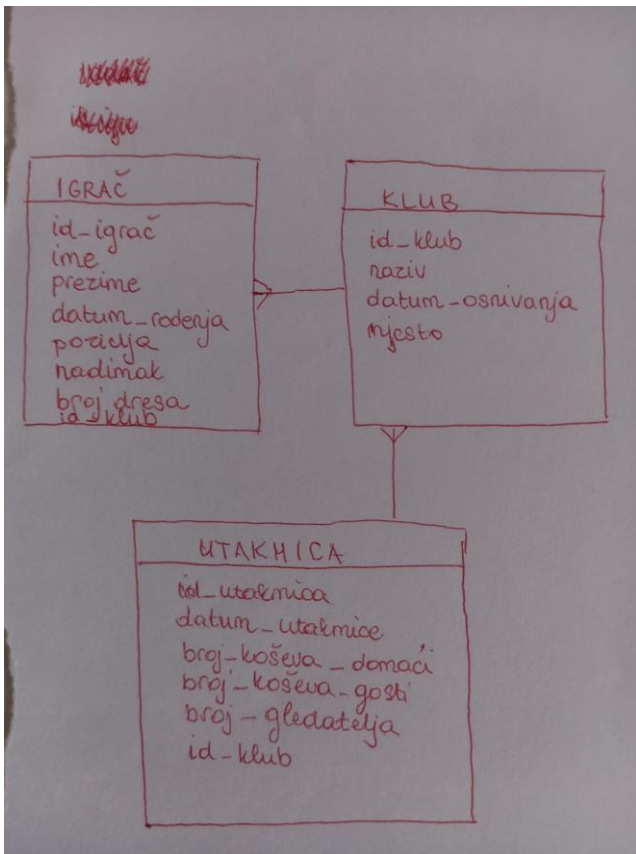 IGRAČ
id-igrač
ime
prezime
datum_rođenja
pozicija
nadimak
broj dresa
id_klub
KLUB
id-klub
naziv
datum-osnivanja
mjesto
UTAKMICA
id_utakmica
datum_utakmice
broj-koševa_domaći
broj-koševa-gosti
broj-gledatelja
id-klub